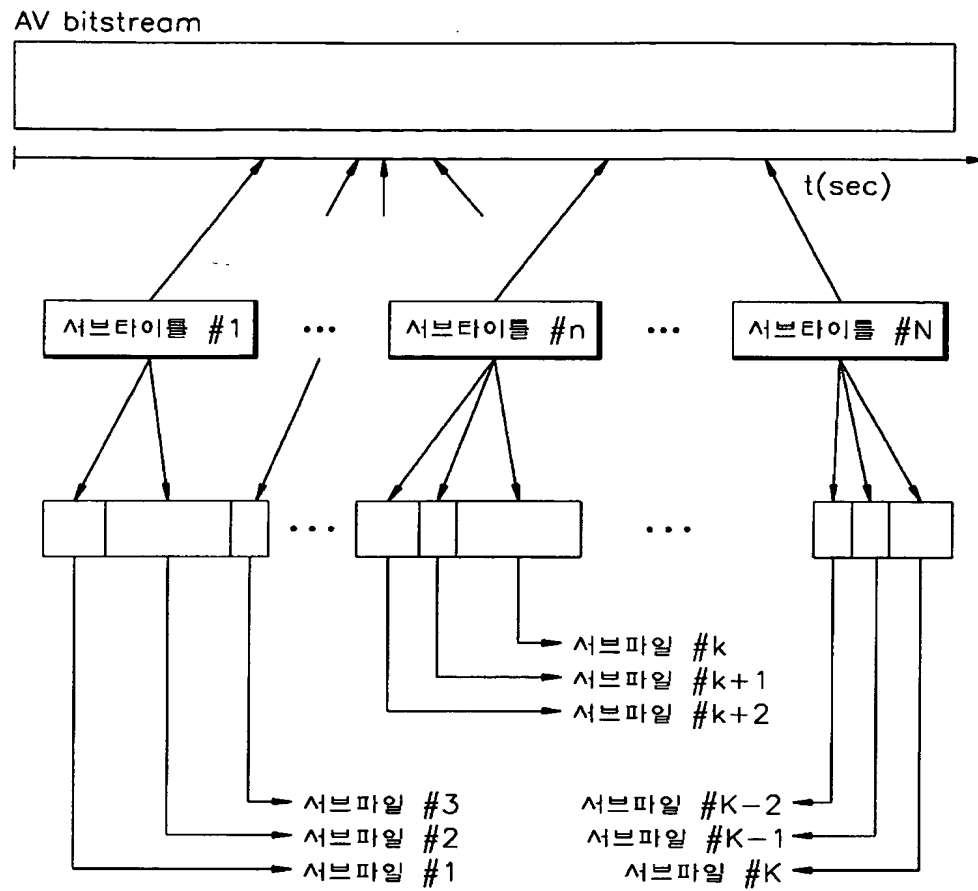 AV bitstream
t(sec)
서브타이틀 #1 ... 서브타이틀 #n ... 서브타이틀 #N
... ...
서브파일 #k
서브파일 #k+1
서브파일 #k+2
서브파일 #3 서브파일 #K-2
서브파일 #2 서브파일 #K-1
서브파일 #1 서브파일 #K